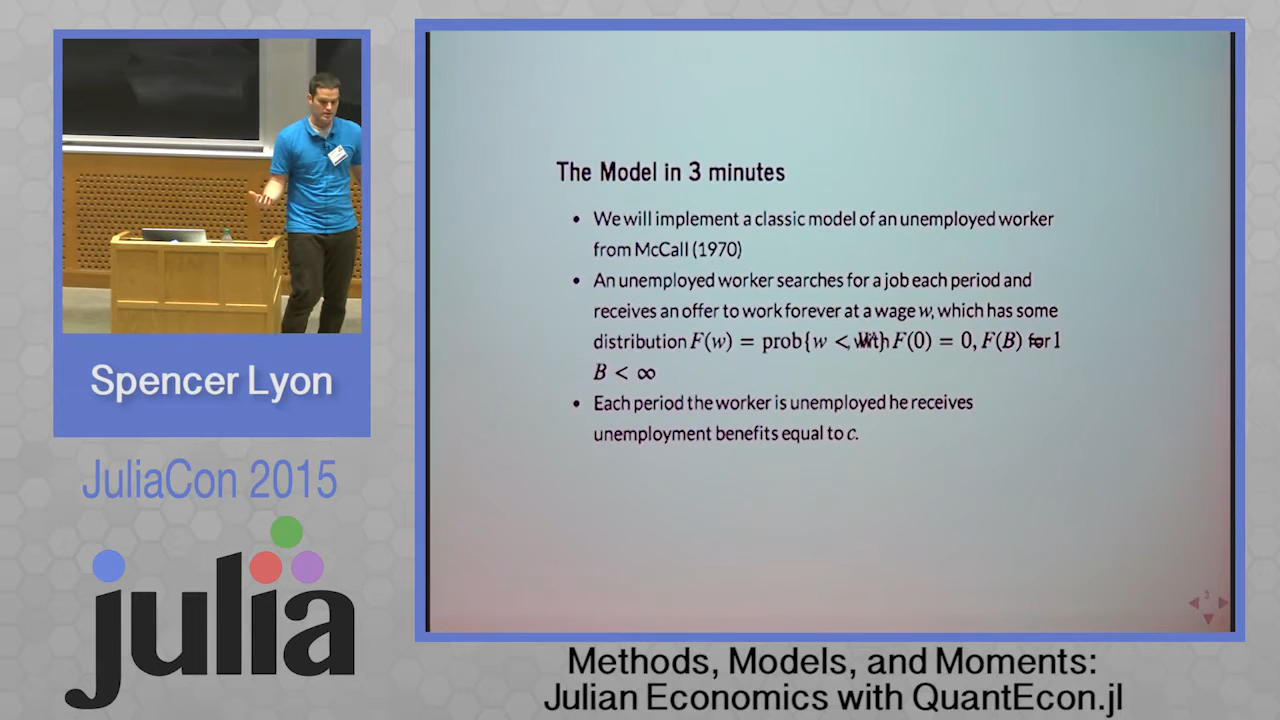 Spencer Lyon
JuliaCon 2015
julia
The Model in 3 minutes
• We will implement a classic model of an unemployed worker
from McCall (1970)
• An unemployed worker searches for a job each period and
receives an offer to work forever at a wage w, which has some
distribution F(w) = prob{w < F(0) = 0, F(B)
B < ∞
• Each period the worker is unemployed he receives
unemployment benefits equal to c.
3
Methods, Models, and Moments:
Julian Economics with QuantEcon.jl